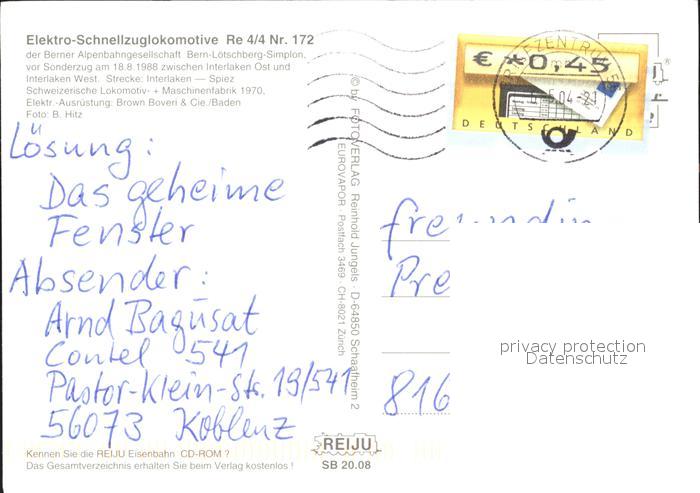 Elektro-Schnellzuglokomotive Re 4/4 Nr. 172
der Berner Alpenbahngesellschaft Bern-Lötschberg-Simplon,
vor Sonderzug am 18.8.1988 zwischen Interlaken Ost und
Interlaken West. Strecke: Interlaken — Spiez
Schweizerische Lokomotiv- + Maschinenfabrik 1970,
Elektr.-Ausrüstung: Brown Boveri & Cie./Baden
Foto: B. Hitz
Lösung:
Das geheime
Fenster
Absender:
Arnd Bagusat
Contel 541
Pastor-Klein-Str. 19/541
56073 Koblenz
Kennen Sie die REIJU Eisenbahn CD-ROM ?
Das Gesamtverzeichnis erhalten Sie beim Verlag kostenlos !
© by FOTOVERLAG Reinhold Jungels · D-64850 Schaafheim 2
EUROVAPOR · Postfach 3469 · CH-8021 Zürich
REIJU
SB 20.08
€ *0,45
BRIEFZENTRUM
5.04-21
DEUTSCHLAND
freundin
Pre
816
privacy protection
Datenschutz